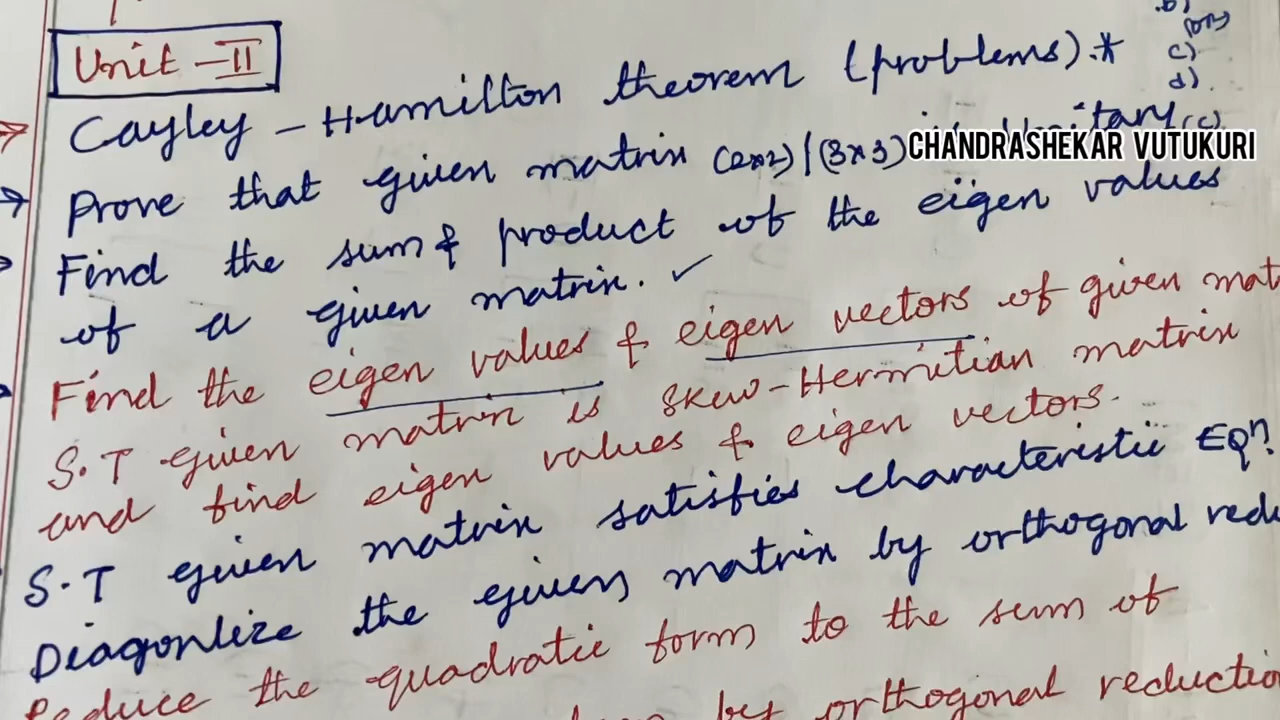 b)
(or)
c)
d)
Unit - II
Cayley - Hamilton theorem (problems).*
Prove that given matrix (2×2) | (3×3) Unitary (c)
CHANDRASHEKAR VUTUKURI
Find the sum & product of the eigen values
of a given matrix. ✓
Find the eigen values & eigen vectors of given mat
S.T given matrix is Skew-Hermitian matrix
and find eigen values & eigen vectors.
S.T given matrix satisfies characteristic Eqn?
Diagonlize the given matrix by orthogonal redu
Reduce the quadratic form to the sum of
by orthogonal reductio